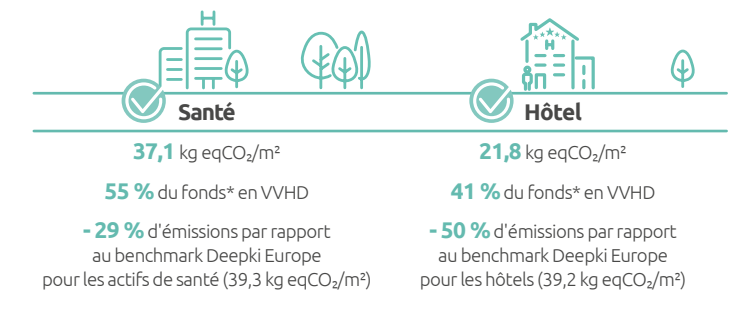 H
H
Santé
37,1 kg eqCO₂/m²
55 % du fonds* en VVHD
- 29 % d'émissions par rapport
au benchmark Deepki Europe
pour les actifs de santé (39,3 kg eqCO₂/m²)
Hôtel
21,8 kg eqCO₂/m²
41 % du fonds* en VVHD
- 50 % d'émissions par rapport
au benchmark Deepki Europe
pour les hôtels (39,2 kg eqCO₂/m²)